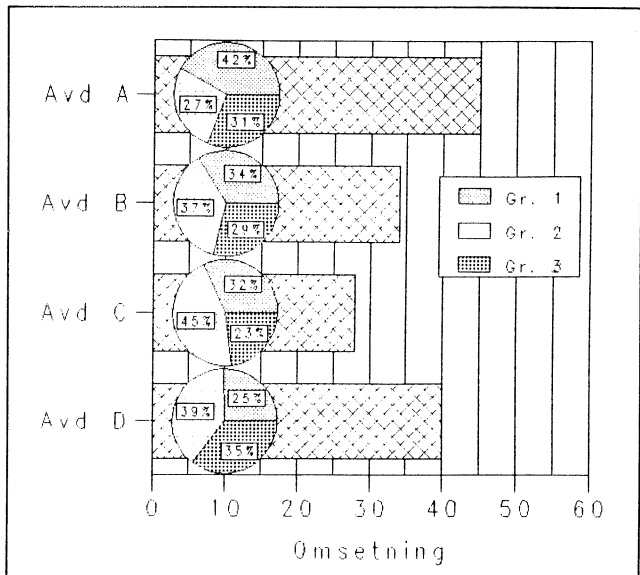 Avd A
42%
27%
31%
Avd B
34%
37%
29%
Avd C
32%
45%
23%
Avd D
25%
39%
35%
Gr. 1
Gr. 2
Gr. 3
0 10 20 30 40 50 60
Omsetning